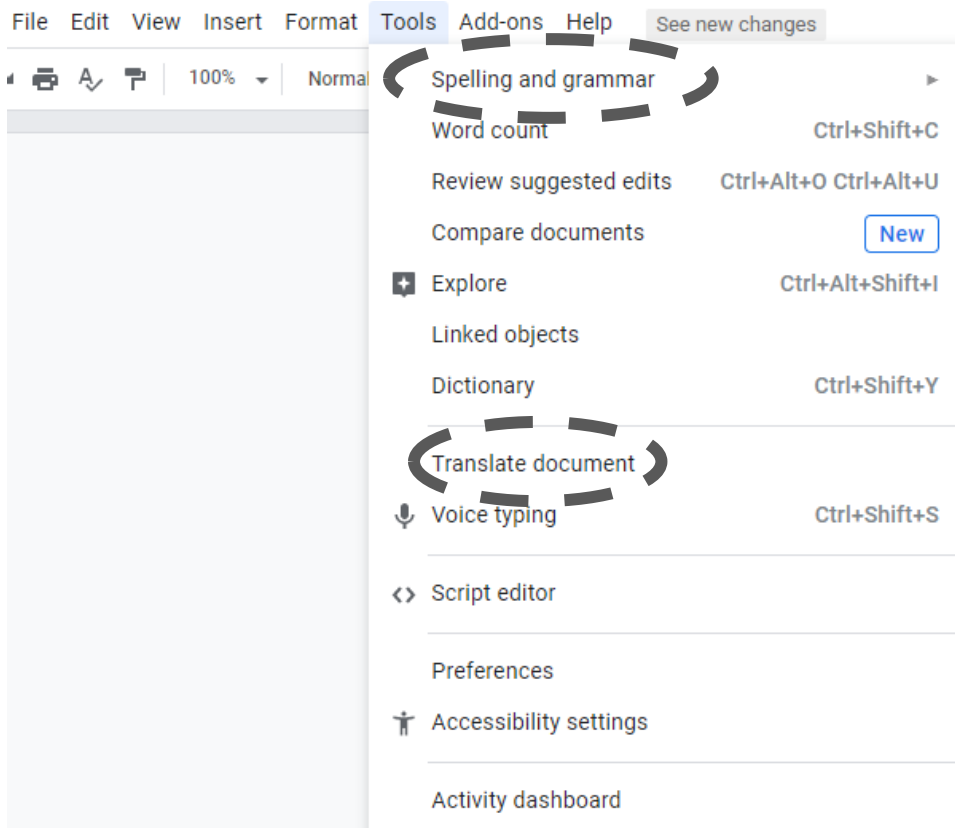 File Edit View Insert Format Tools Add-ons Help See new changes
100% Normal
Spelling and grammar
Word count Ctrl+Shift+C
Review suggested edits Ctrl+Alt+O Ctrl+Alt+U
Compare documents New
Explore Ctrl+Alt+Shift+I
Linked objects
Dictionary Ctrl+Shift+Y
Translate document
Voice typing Ctrl+Shift+S
Script editor
Preferences
Accessibility settings
Activity dashboard